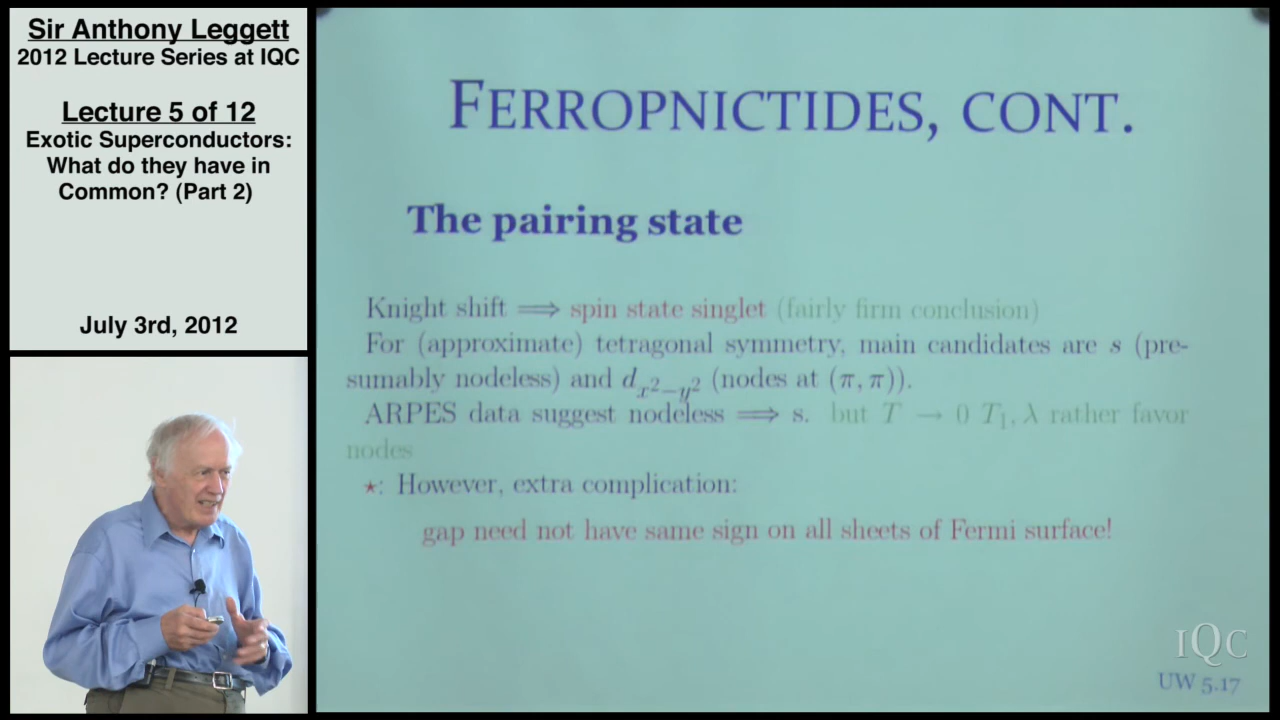 Sir Anthony Leggett
2012 Lecture Series at IQC
Lecture 5 of 12
Exotic Superconductors:
What do they have in
Common? (Part 2)
July 3rd, 2012
FERROPNICTIDES, CONT.
The pairing state
Knight shift ⟹ spin state singlet (fairly firm conclusion)
For (approximate) tetragonal symmetry, main candidates are s (pre-
sumably nodeless) and d_{x²−y²} (nodes at (π, π)).
ARPES data suggest nodeless ⟹ s. but T → 0 T₁, λ rather favor
nodes
⋆: However, extra complication:
gap need not have same sign on all sheets of Fermi surface!
IQC
UW 5.17